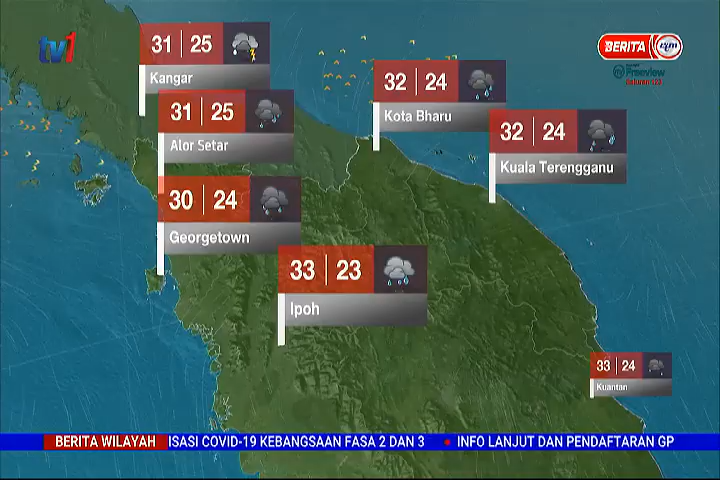 tv1
BERITA rtm
Freeview
saluran 123
31 25
Kangar
32 24
Kota Bharu
31 25
Alor Setar
32 24
Kuala Terengganu
30 24
Georgetown
33 23
Ipoh
33 24
Kuantan
BERITA WILAYAH ISASI COVID-19 KEBANGSAAN FASA 2 DAN 3 • INFO LANJUT DAN PENDAFTARAN GP